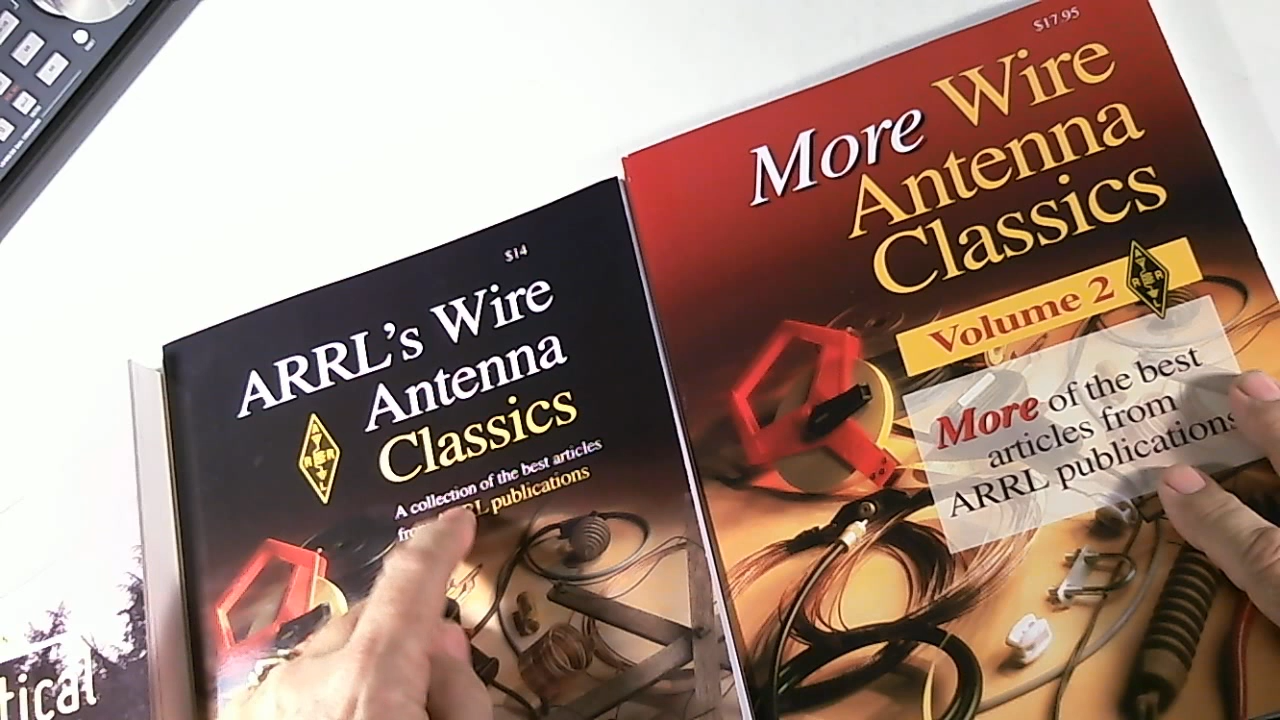 $14
ARRL's Wire
Antenna
Classics
A collection of the best articles
publications
$17.95
More Wire
Antenna
Classics
Volume 2
More of the best
articles from
ARRL publications
tical